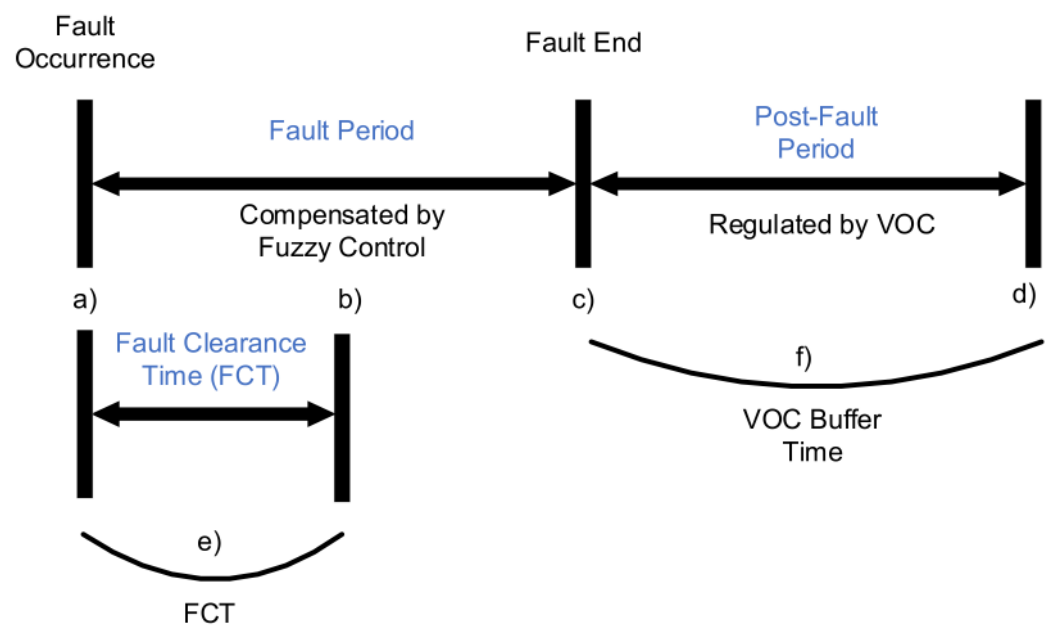 Fault
Occurrence
Fault End
Fault Period
Post-Fault
Period
Compensated by
Fuzzy Control
Regulated by VOC
a)
b)
c)
d)
Fault Clearance
Time (FCT)
f)
VOC Buffer
Time
e)
FCT